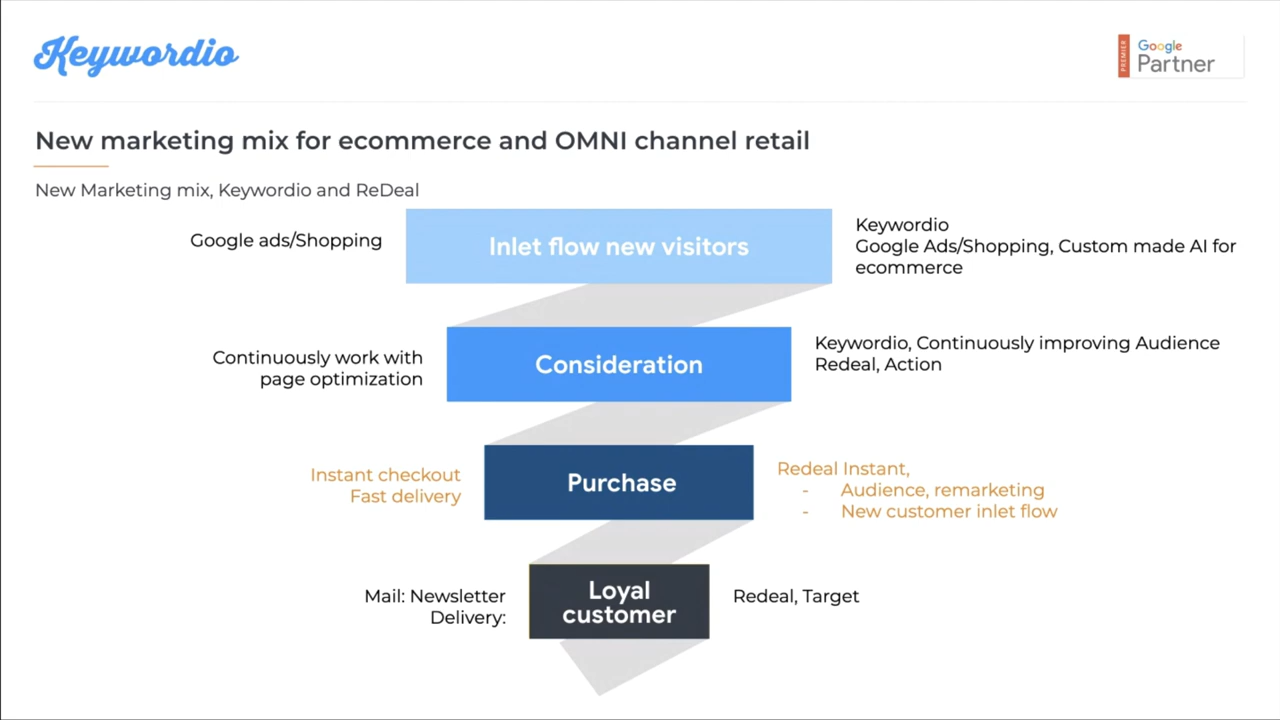 Keywordio
PREMIER
Google
Partner
New marketing mix for ecommerce and OMNI channel retail
New Marketing mix, Keywordio and ReDeal
Google ads/Shopping
Inlet flow new visitors
Keywordio
Google Ads/Shopping, Custom made AI for
ecommerce
Continuously work with
page optimization
Consideration
Keywordio, Continuously improving Audience
Redeal, Action
Instant checkout
Fast delivery
Purchase
Redeal Instant,
- Audience, remarketing
- New customer inlet flow
Mail: Newsletter
Delivery:
Loyal
customer
Redeal, Target